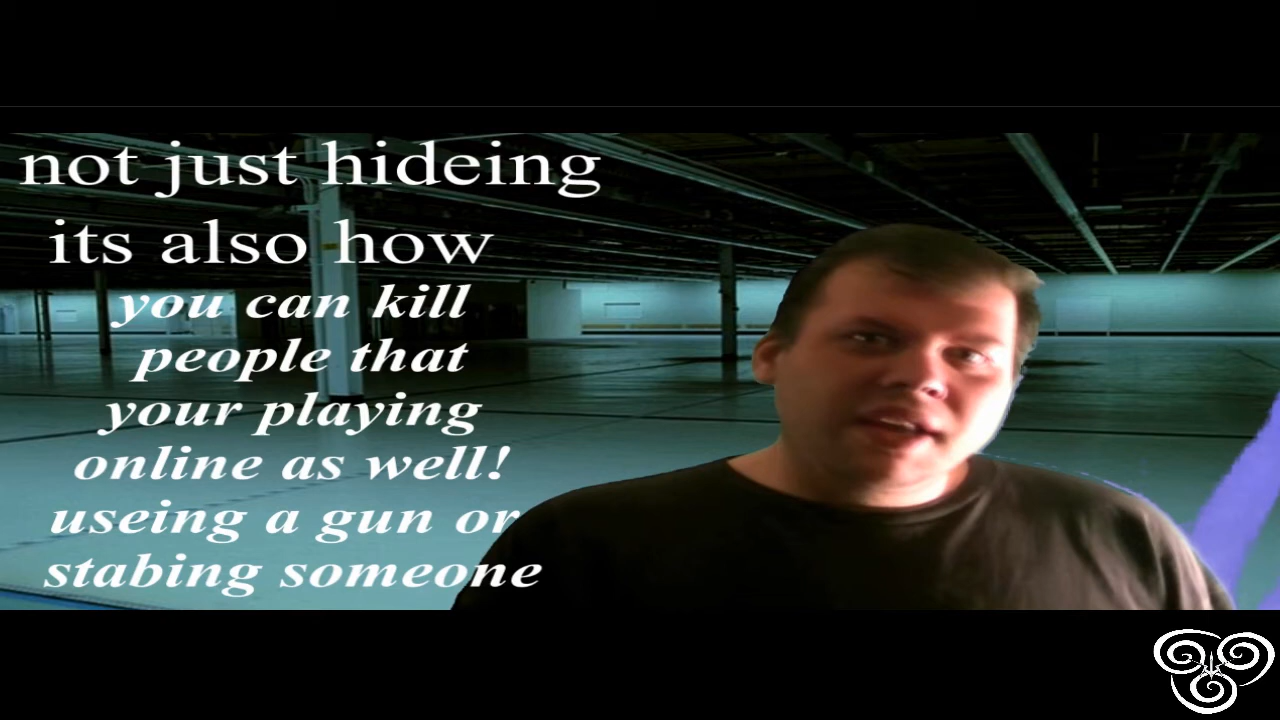 not just hideing
its also how
you can kill
people that
your playing
online as well!
useing a gun or
stabing someone